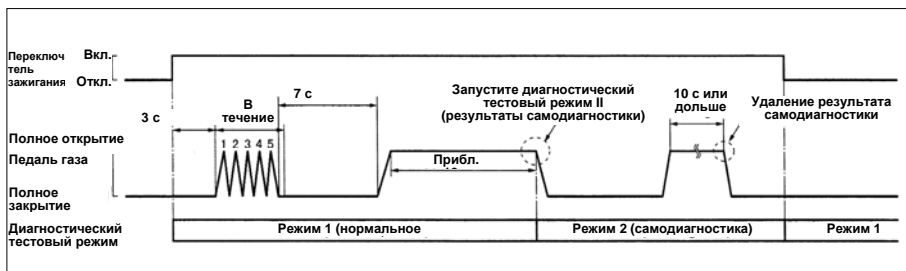 Переключ
тель
зажигания
Вкл.
Откл.
3 с
В
течение
7 с
Запустите диагностический
тестовый режим II
(результаты самодиагностики)
10 с или
дольше
Удаление результата
самодиагностики
Полное открытие
1 2 3 4 5
Педаль газа
Прибл.
Полное
закрытие
Диагностический
тестовый режим
Режим 1 (нормальное
Режим 2 (самодиагностика)
Режим 1